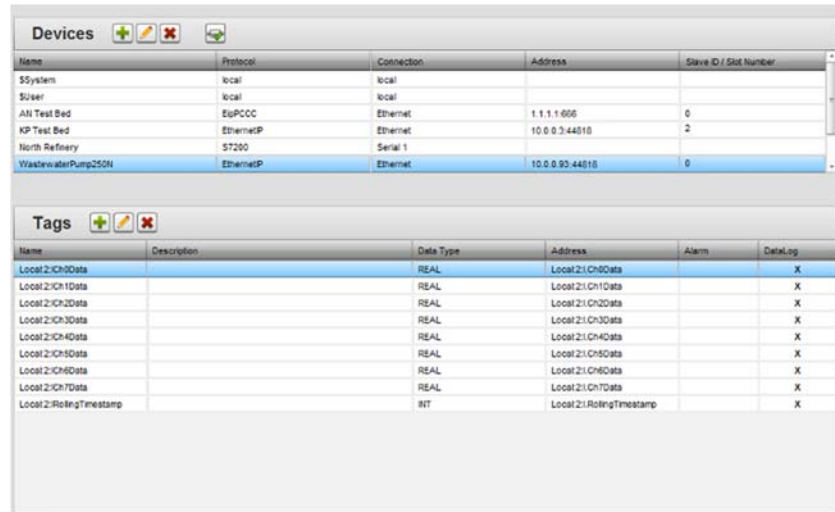 Devices
Name Protocol Connection Address Slave ID / Slot Number
$System local local
$User local local
AN Test Bed EipPCCC Ethernet 1.1.1.1:666 0
KP Test Bed EthernetIP Ethernet 10.0.0.3:44818 2
North Refinery S7200 Serial 1
WastewaterPump250N EthernetIP Ethernet 10.0.0.93:44818 0
Tags
Name Description Data Type Address Alarm DataLog
Local:2:ICh0Data REAL Local:2:I.Ch0Data X
Local:2:ICh1Data REAL Local:2:I.Ch1Data X
Local:2:ICh2Data REAL Local:2:I.Ch2Data X
Local:2:ICh3Data REAL Local:2:I.Ch3Data X
Local:2:ICh4Data REAL Local:2:I.Ch4Data X
Local:2:ICh5Data REAL Local:2:I.Ch5Data X
Local:2:ICh6Data REAL Local:2:I.Ch6Data X
Local:2:ICh7Data REAL Local:2:I.Ch7Data X
Local:2:IRollingTimestamp INT Local:2:I.RollingTimestamp X